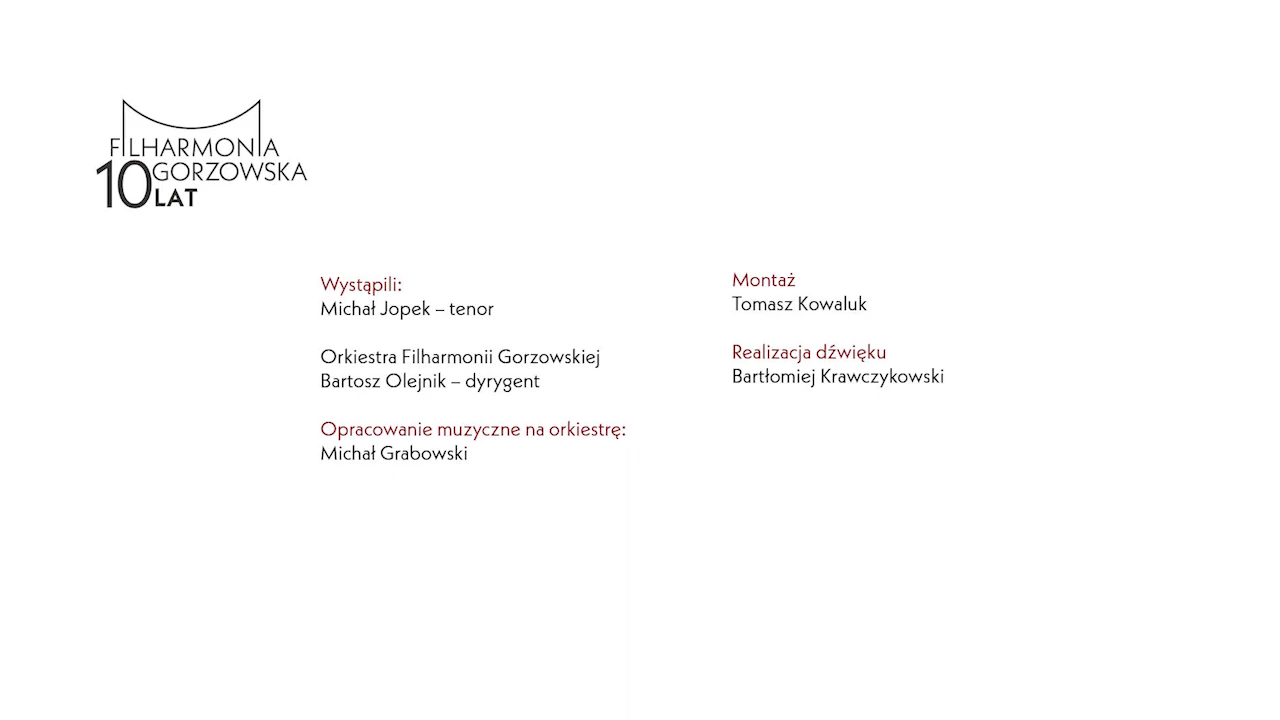 FILHARMONIA
GORZOWSKA
10 LAT
Wystąpili:
Michał Jopek – tenor
Orkiestra Filharmonii Gorzowskiej
Bartosz Olejnik – dyrygent
Opracowanie muzyczne na orkiestrę:
Michał Grabowski
Montaż
Tomasz Kowaluk
Realizacja dźwięku
Bartłomiej Krawczykowski